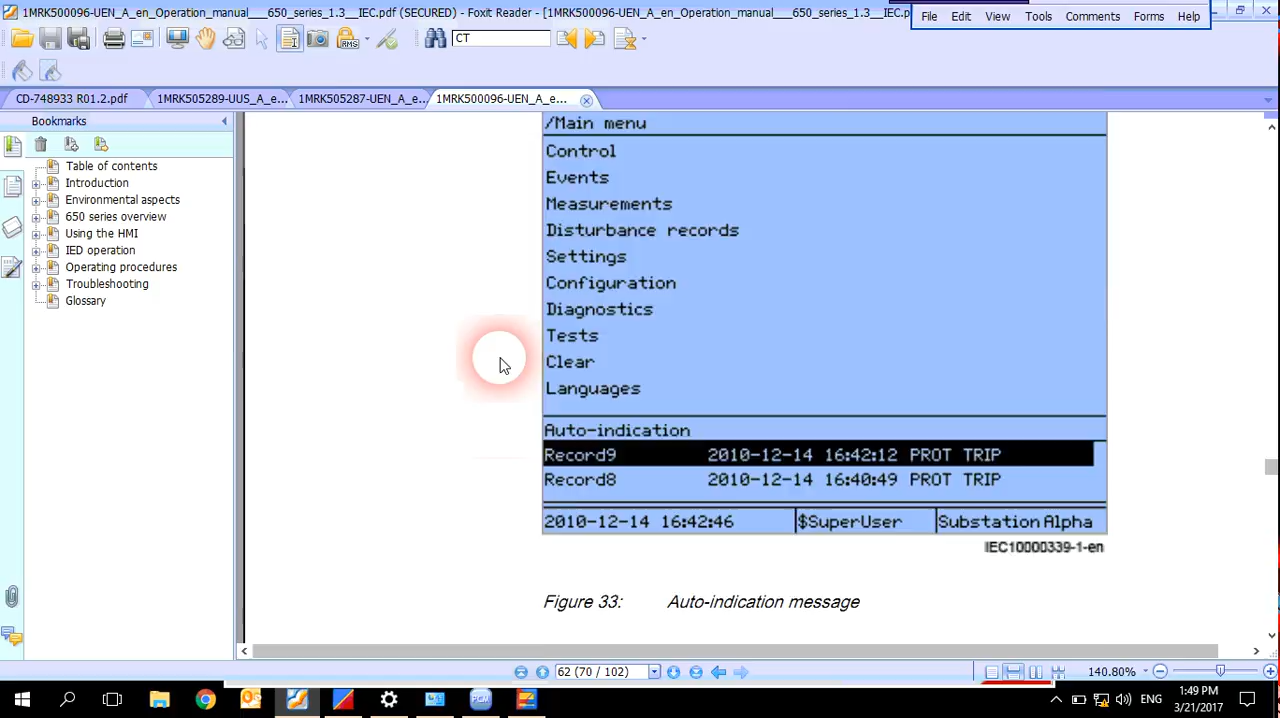 1MRK500096-UEN_A_en_Operation_manual___650_series_1.3__IEC.pdf (SECURED) - Foxit Reader - [1MRK500096-UEN_A_en_Operation_manual___650_series_1.3__IEC.p
File Edit View Tools Comments Forms Help
CT
CD-748933 R01.2.pdf 1MRK505289-UUS_A_e... 1MRK505287-UEN_A_e... 1MRK500096-UEN_A_e...
Bookmarks
Table of contents
Introduction
Environmental aspects
650 series overview
Using the HMI
IED operation
Operating procedures
Troubleshooting
Glossary
/Main menu
Control
Events
Measurements
Disturbance records
Settings
Configuration
Diagnostics
Tests
Clear
Languages
Auto-indication
Record9 2010-12-14 16:42:12 PROT TRIP
Record8 2010-12-14 16:40:49 PROT TRIP
2010-12-14 16:42:46 $SuperUser Substation Alpha
IEC10000339-1-en
Figure 33: Auto-indication message
62 (70 / 102) 140.80%
ENG 1:49 PM
3/21/2017